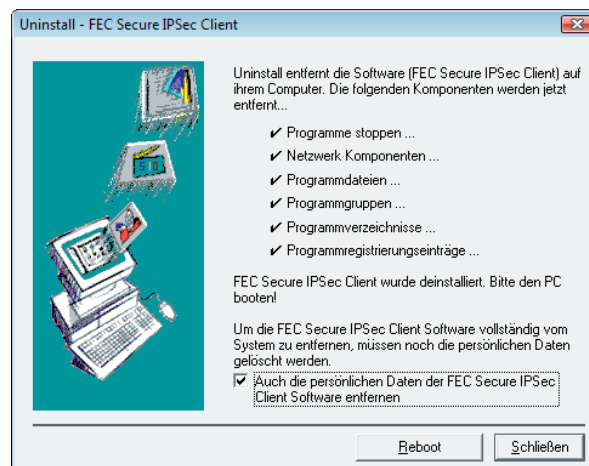 Uninstall - FEC Secure IPSec Client
Uninstall entfernt die Software (FEC Secure IPSec Client) auf
ihrem Computer. Die folgenden Komponenten werden jetzt
entfernt...
✔ Programme stoppen ...
✔ Netzwerk Komponenten ...
✔ Programmdateien ...
✔ Programmgruppen ...
✔ Programmverzeichnisse ...
✔ Programmregistrierungseinträge ...
FEC Secure IPSec Client wurde deinstalliert. Bitte den PC
booten!
Um die FEC Secure IPSec Client Software vollständig vom
System zu entfernen, müssen noch die persönlichen Daten
gelöscht werden.
Auch die persönlichen Daten der FEC Secure IPSec
Client Software entfernen
Reboot
Schließen